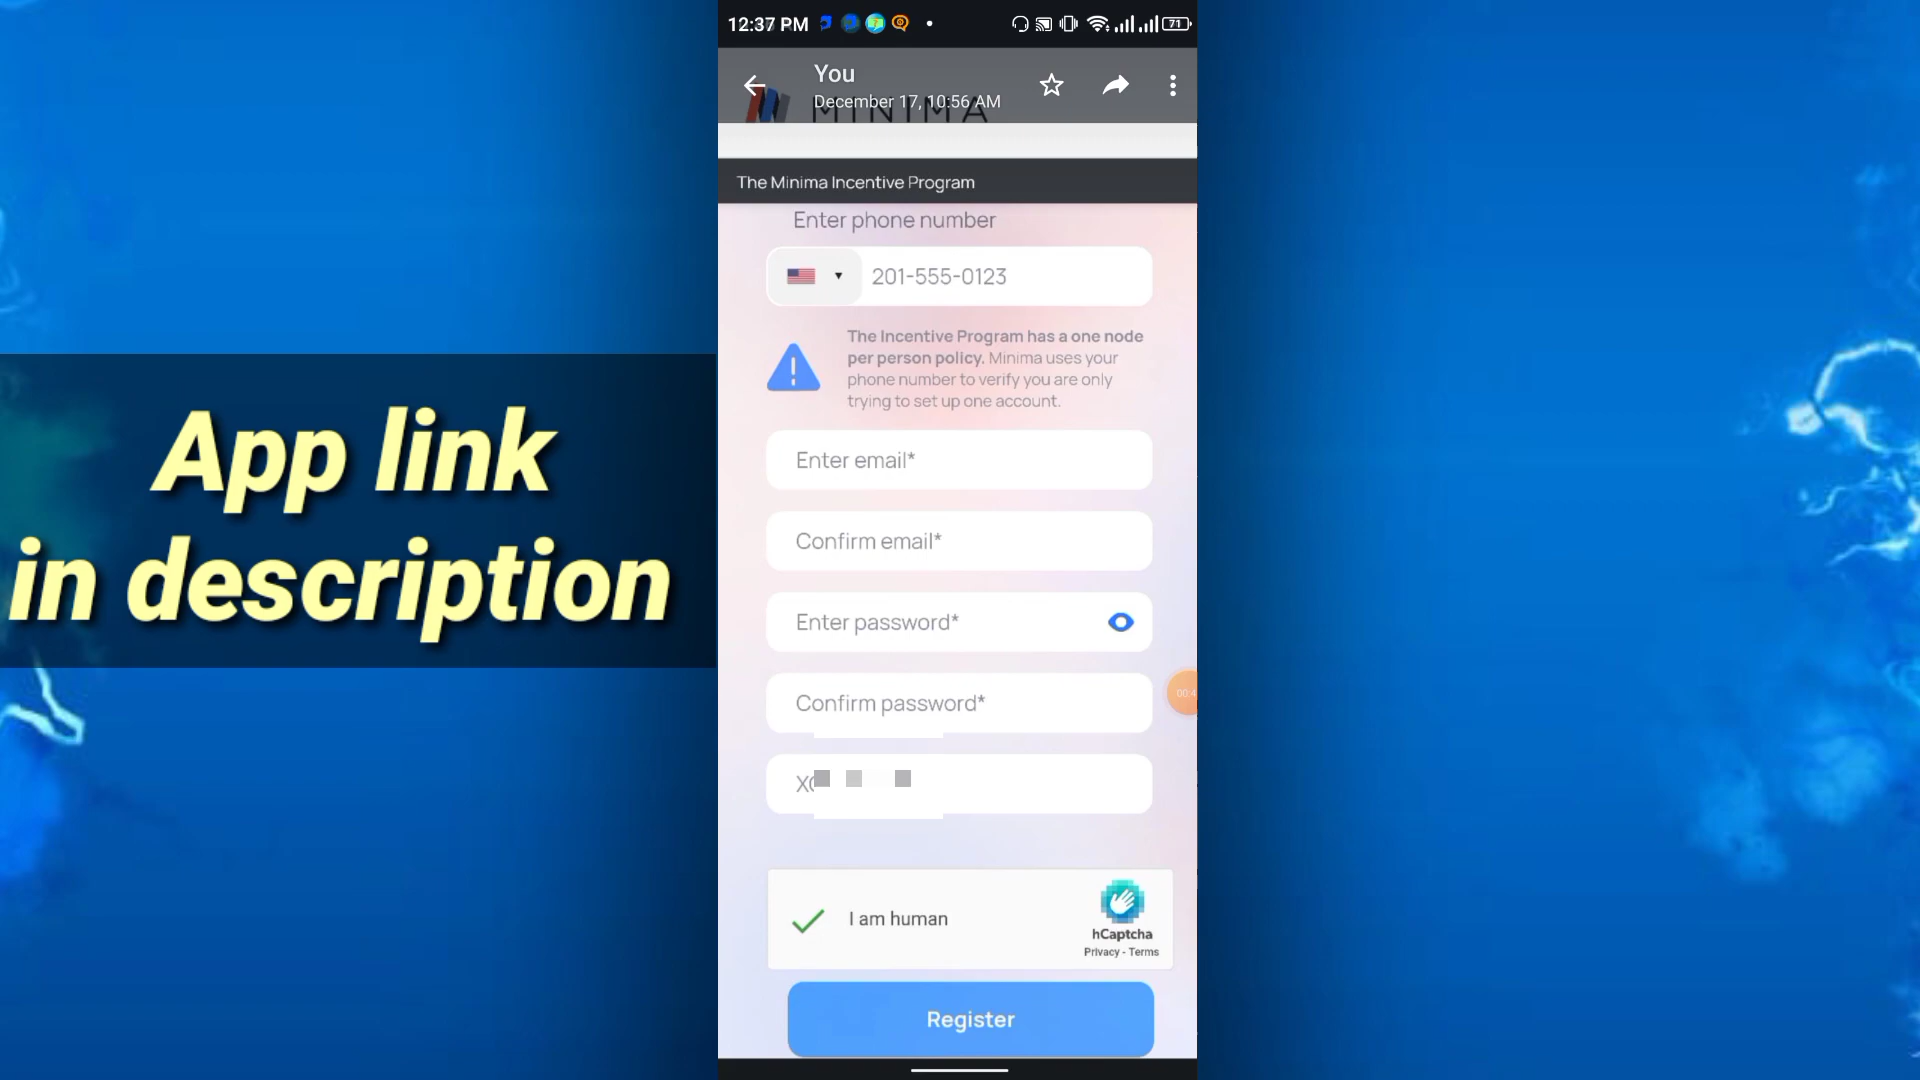 12:37 PM
71
You
December 17, 10:56 AM
MINIMA
The Minima Incentive Program
Enter phone number
201-555-0123
The Incentive Program has a one node
per person policy. Minima uses your
phone number to verify you are only
trying to set up one account.
Enter email*
Confirm email*
Enter password*
Confirm password*
I am human
hCaptcha
Privacy - Terms
Register
App link
in description